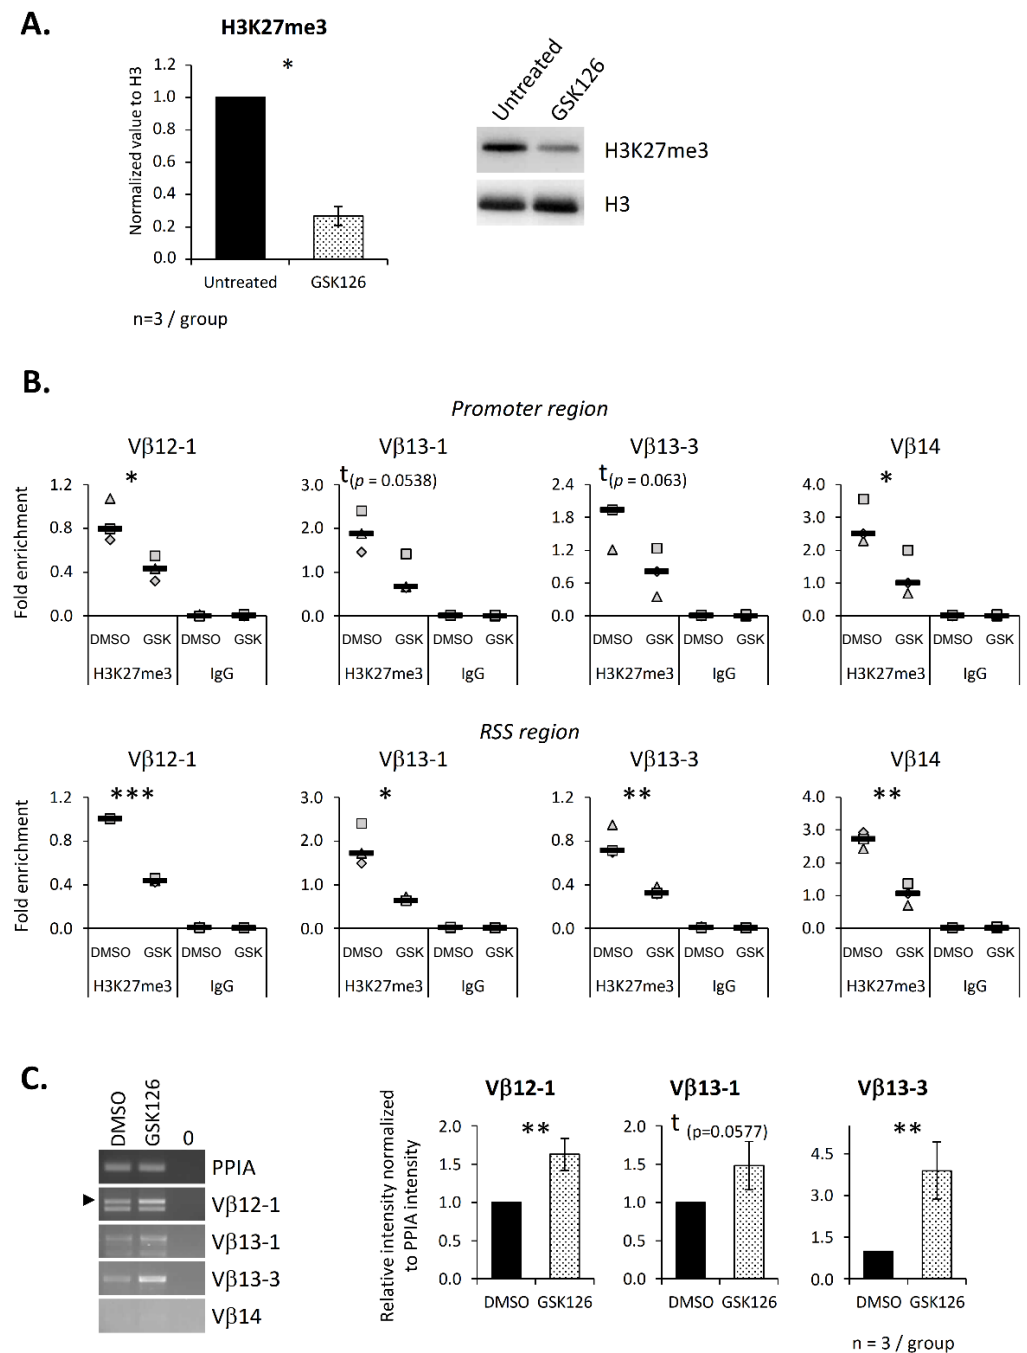 A.
H3K27me3
*
Normalized value to H3
1.2
1.0
0.8
0.6
0.4
0.2
0.0
Untreated GSK126
n=3 / group
Untreated GSK126
H3K27me3
H3
B.
Promoter region
Vβ12-1 Vβ13-1 Vβ13-3 Vβ14
* t(p = 0.0538) t(p = 0.063) *
Fold enrichment
1.2 3.0 2.4 4.0
1.8 3.0
0.8 2.0
1.2 2.0
0.4 1.0
0.6 1.0
0.0 0.0 0.0 0.0
DMSO GSK DMSO GSK DMSO GSK DMSO GSK DMSO GSK DMSO GSK DMSO GSK DMSO GSK
H3K27me3 IgG H3K27me3 IgG H3K27me3 IgG H3K27me3 IgG
RSS region
Vβ12-1 Vβ13-1 Vβ13-3 Vβ14
*** * ** **
Fold enrichment
1.2 3.0 1.2 4.0
3.0
0.8 2.0 0.8
2.0
0.4 1.0 0.4
1.0
0.0 0.0 0.0 0.0
DMSO GSK DMSO GSK DMSO GSK DMSO GSK DMSO GSK DMSO GSK DMSO GSK DMSO GSK
H3K27me3 IgG H3K27me3 IgG H3K27me3 IgG H3K27me3 IgG
C.
DMSO GSK126 0
PPIA
Vβ12-1
Vβ13-1
Vβ13-3
Vβ14
Relative intensity normalized
to PPIA intensity
Vβ12-1 Vβ13-1 Vβ13-3
** t (p=0.0577) **
2.0 2.0
4.5
1.5 1.5
3.0
1.0 1.0
1.5
0.5 0.5
0.0 0.0 0.0
DMSO GSK126 DMSO GSK126 DMSO GSK126
n = 3 / group